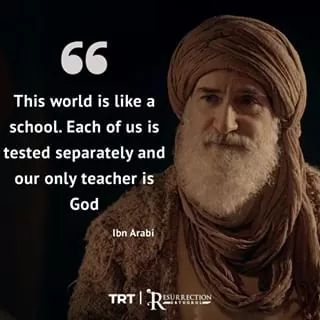 “
This world is like a
school. Each of us is
tested separately and
our only teacher is
God
Ibn Arabi
TRT | RESURRECTION
ERTUGRUL